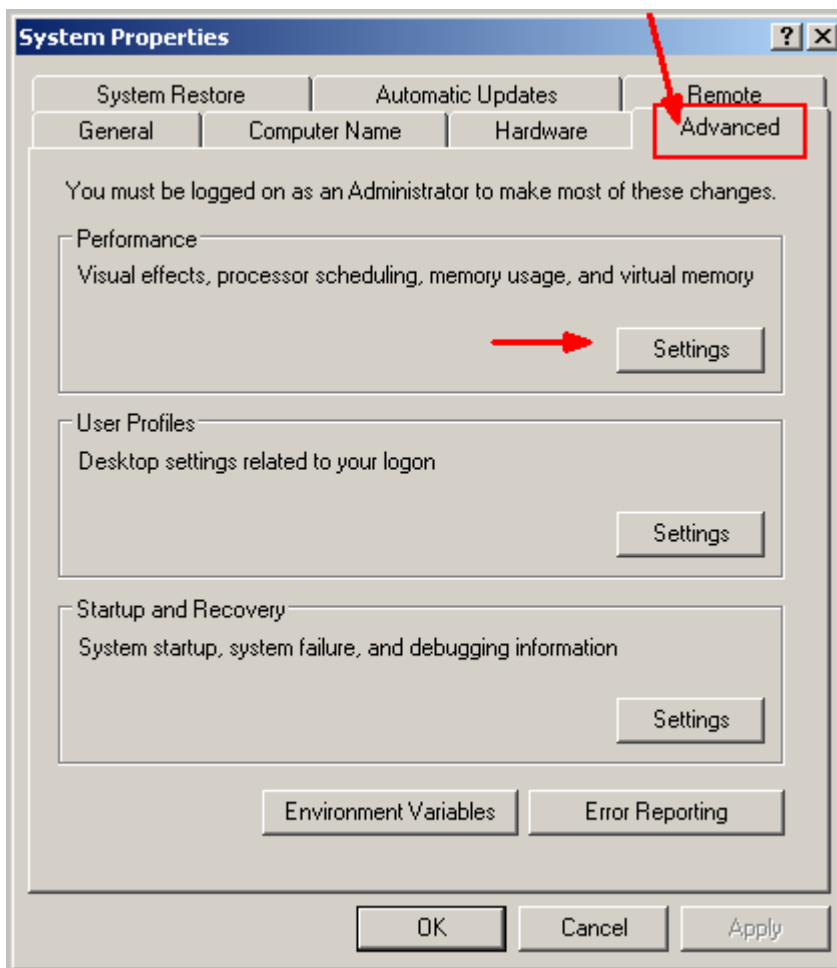 System Properties
System Restore Automatic Updates Remote
General Computer Name Hardware Advanced
You must be logged on as an Administrator to make most of these changes.
Performance
Visual effects, processor scheduling, memory usage, and virtual memory
Settings
User Profiles
Desktop settings related to your logon
Settings
Startup and Recovery
System startup, system failure, and debugging information
Settings
Environment Variables Error Reporting
OK Cancel Apply